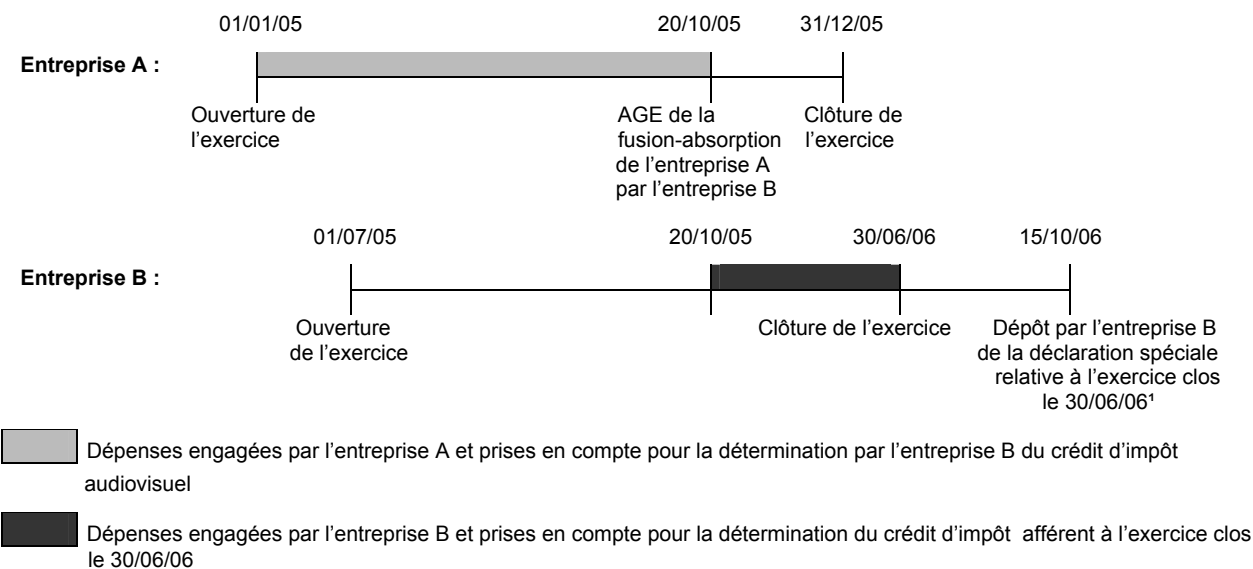 01/01/05 20/10/05 31/12/05
Entreprise A :
Ouverture de AGE de la Clôture de
l'exercice fusion-absorption l'exercice
de l'entreprise A
par l'entreprise B
01/07/05 20/10/05 30/06/06 15/10/06
Entreprise B :
Ouverture Clôture de l'exercice Dépôt par l'entreprise B
de l'exercice de la déclaration spéciale
relative à l'exercice clos
le 30/06/06¹
Dépenses engagées par l'entreprise A et prises en compte pour la détermination par l'entreprise B du crédit d'impôt
audiovisuel
Dépenses engagées par l'entreprise B et prises en compte pour la détermination du crédit d'impôt afférent à l'exercice clos
le 30/06/06